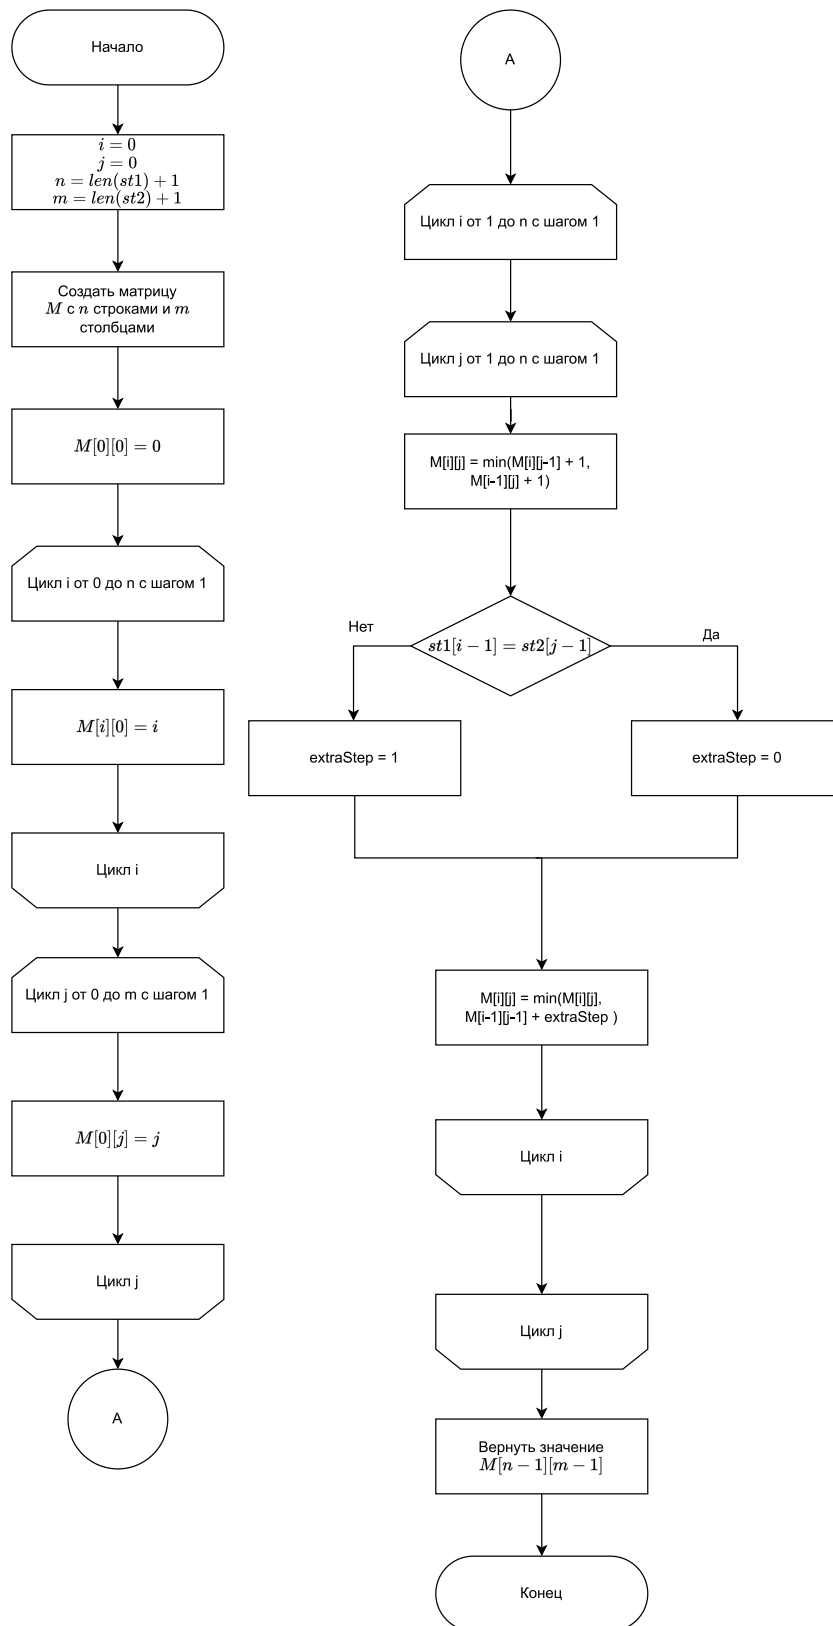 Начало
i = 0
j = 0
n = len(st1) + 1
m = len(st2) + 1
Создать матрицу
M с n строками и m
столбцами
M[0][0] = 0
Цикл i от 0 до n с шагом 1
M[i][0] = i
Цикл i
Цикл j от 0 до m с шагом 1
M[0][j] = j
Цикл j
A
A
Цикл i от 1 до n с шагом 1
Цикл j от 1 до n с шагом 1
M[i][j] = min(M[i][j-1] + 1,
M[i-1][j] + 1)
st1[i − 1] = st2[j − 1]
Нет
Да
extraStep = 1
extraStep = 0
M[i][j] = min(M[i][j],
M[i-1][j-1] + extraStep )
Цикл i
Цикл j
Вернуть значение
M[n − 1][m − 1]
Конец